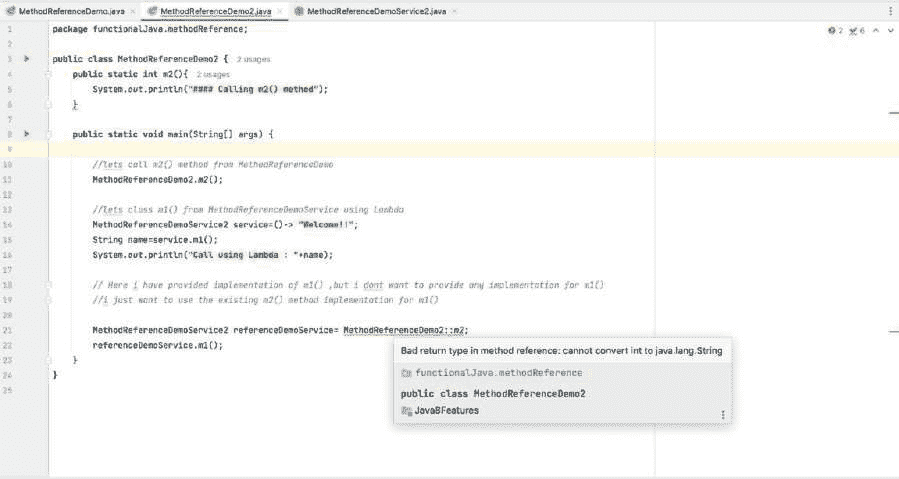 MethodReferenceDemo.java
MethodReferenceDemo2.java
MethodReferenceDemoService2.java
1 package functionalJava.methodReference;
2 6
2
3 public class MethodReferenceDemo2 { 2 usages
4 public static int m2(){ 2 usages
5 System.out.println("#### Calling m2() method");
6 }
7
8 public static void main(String[] args) {
9
10 //lets call m2() method from MethodReferenceDemo
11 MethodReferenceDemo2.m2();
12
13 //lets class m1() from MethodReferenceDemoService using Lambda
14 MethodReferenceDemoService2 service=()-> "Welcome!!";
15 String name=service.m1();
16 System.out.println("Call using Lambda : "+name);
17
18 // Here i have provided implementation of m1() ,but i dont want to provide any implementation for m1()
19 //i just want to use the existing m2() method implementation for m1()
20
21 MethodReferenceDemoService2 referenceDemoService= MethodReferenceDemo2::m2;
22 referenceDemoService.m1();
23 }
24 }
25
Bad return type in method reference: cannot convert int to java.lang.String
functionalJava.methodReference
public class MethodReferenceDemo2
Java8Features